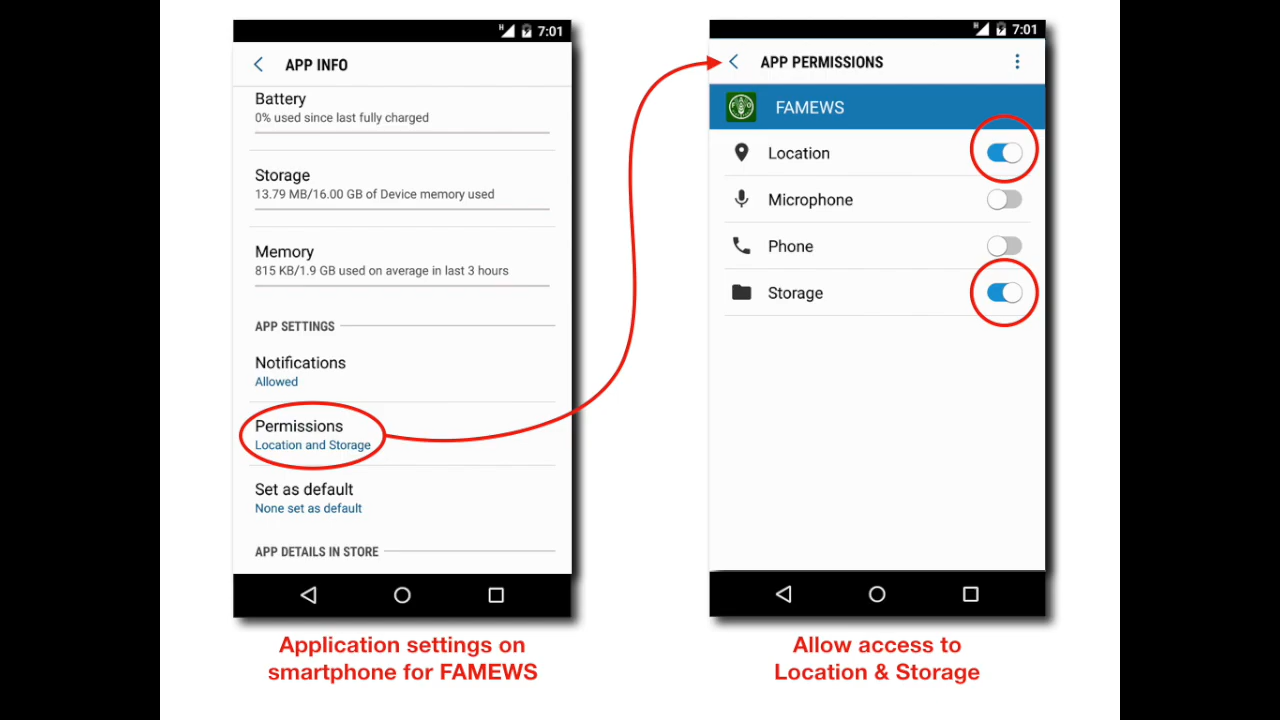 H 7:01
APP INFO
Battery
0% used since last fully charged
Storage
13.79 MB/16.00 GB of Device memory used
Memory
815 KB/1.9 GB used on average in last 3 hours
APP SETTINGS
Notifications
Allowed
Permissions
Location and Storage
Set as default
None set as default
APP DETAILS IN STORE
Application settings on
smartphone for FAMEWS
H 7:01
APP PERMISSIONS
FAO
FAMEWS
Location
Microphone
Phone
Storage
Allow access to
Location & Storage